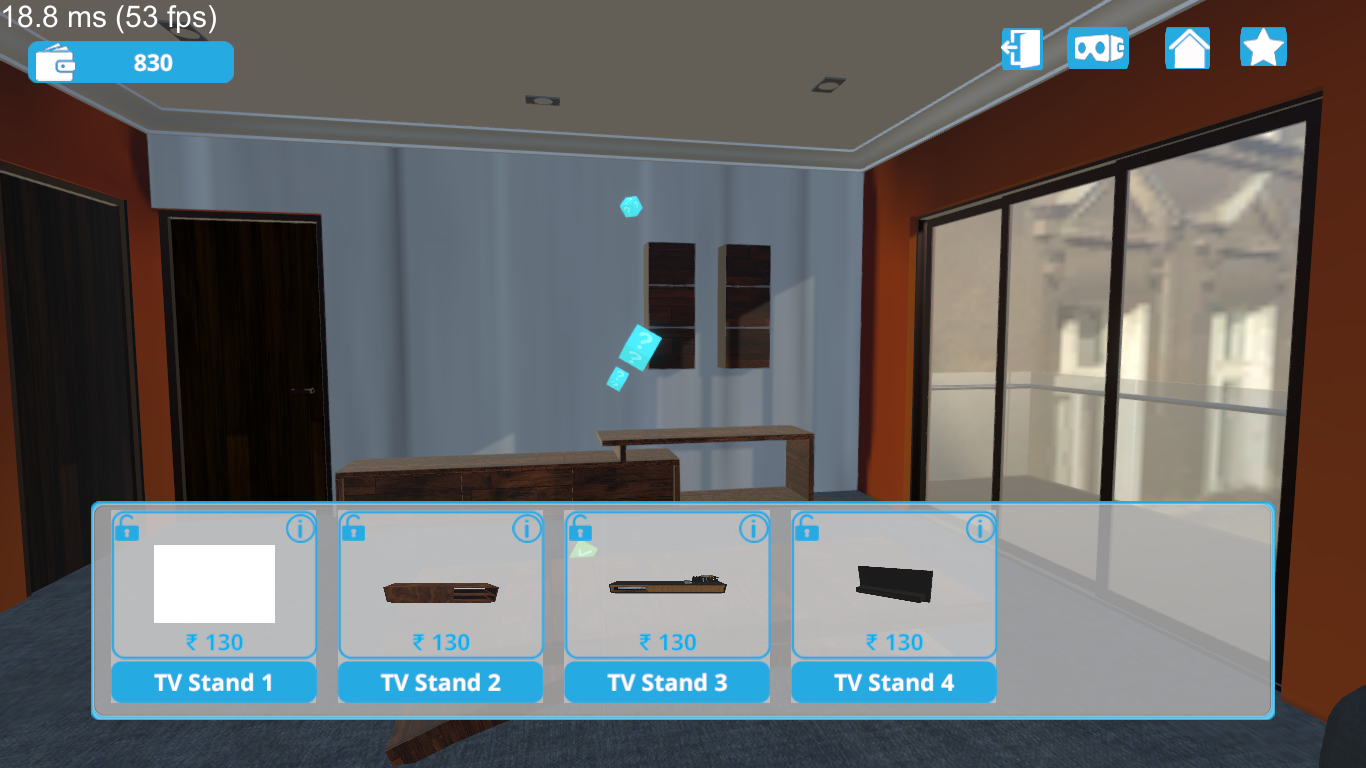 18.8 ms (53 fps)
830
? ?
? ?
? ?
i
i
i
i
₹ 130
₹ 130
₹ 130
₹ 130
TV Stand 1
TV Stand 2
TV Stand 3
TV Stand 4